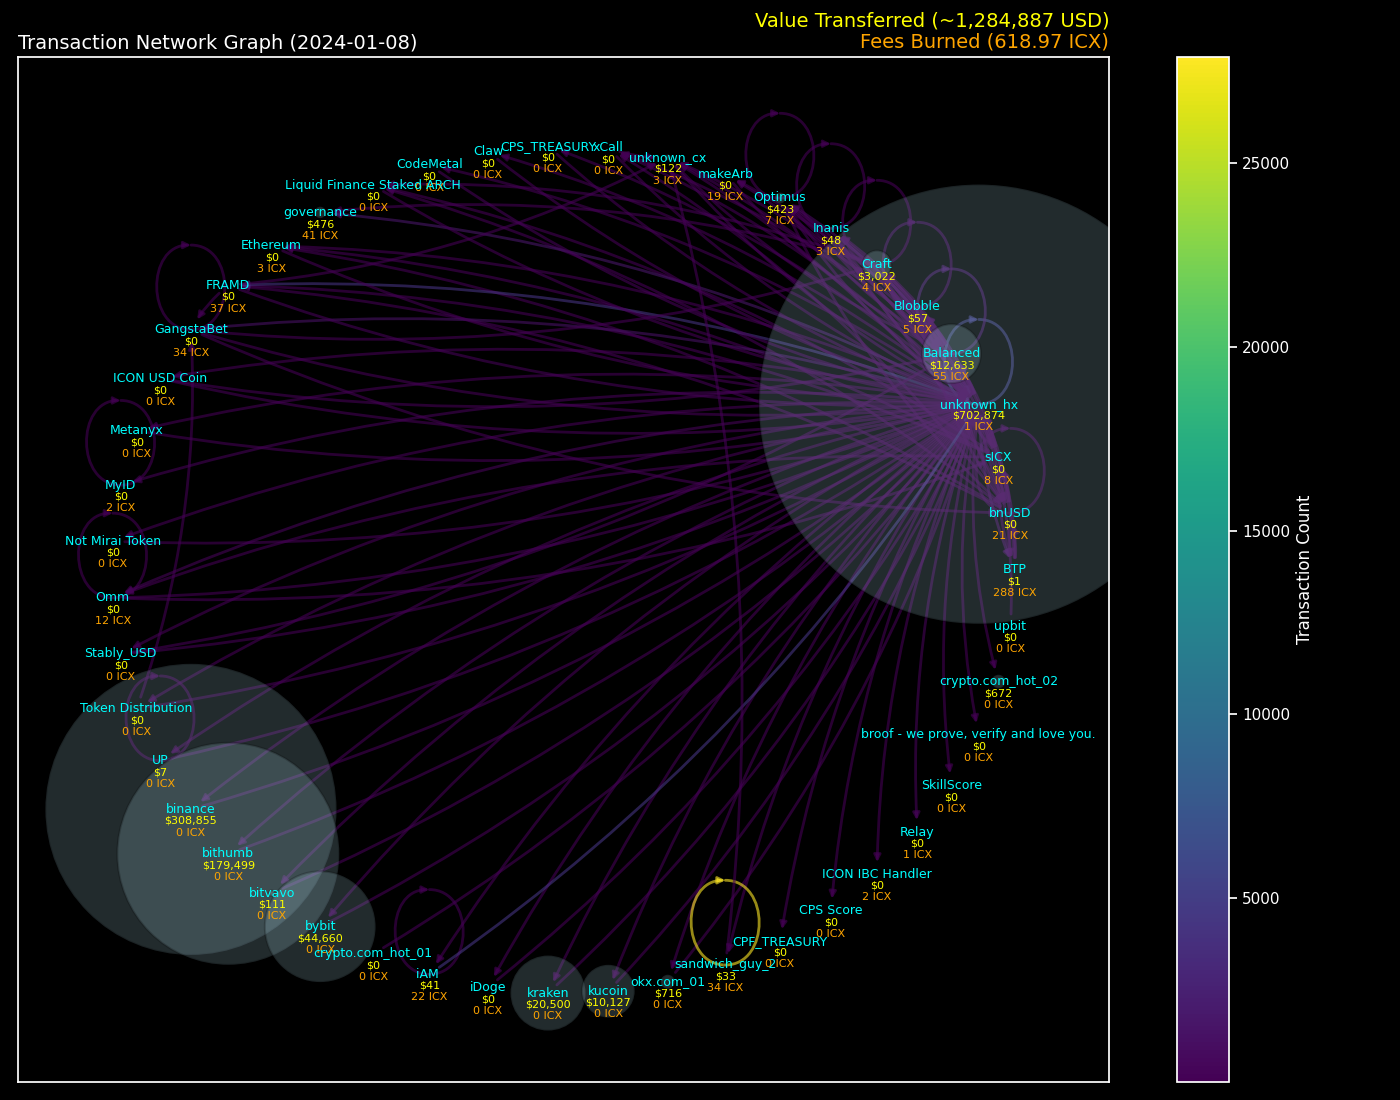 Value Transferred (~1,284,887 USD)
Transaction Network Graph (2024-01-08)
Fees Burned (618.97 ICX)
Claw
$0
0 ICX
CPS_TREASURY
$0
0 ICX
xCall
$0
0 ICX
unknown_cx
$122
3 ICX
CodeMetal
$0
0 ICX
makeArb
$0
19 ICX
Liquid Finance Staked ARCH
$0
0 ICX
Optimus
$423
7 ICX
governance
$476
41 ICX
Inanis
$48
3 ICX
Ethereum
$0
3 ICX
Craft
$3,022
4 ICX
FRAMD
$0
37 ICX
Blobble
$57
5 ICX
GangstaBet
$0
34 ICX
Balanced
$12,633
55 ICX
ICON USD Coin
$0
0 ICX
unknown_hx
$702,874
1 ICX
Metanyx
$0
0 ICX
sICX
$0
8 ICX
MyID
$0
2 ICX
bnUSD
$0
21 ICX
Not Mirai Token
$0
0 ICX
BTP
$1
288 ICX
Omm
$0
12 ICX
upbit
$0
0 ICX
Stably_USD
$0
0 ICX
crypto.com_hot_02
$672
0 ICX
Token Distribution
$0
0 ICX
broof - we prove, verify and love you.
$0
0 ICX
UP
$7
0 ICX
SkillScore
$0
0 ICX
binance
$308,855
0 ICX
Relay
$0
1 ICX
bithumb
$179,499
0 ICX
ICON IBC Handler
$0
2 ICX
bitvavo
$111
0 ICX
CPS Score
$0
0 ICX
bybit
$44,660
0 ICX
CPF_TREASURY
$0
0 ICX
crypto.com_hot_01
$0
0 ICX
sandwich_guy_2
$33
34 ICX
iAM
$41
22 ICX
okx.com_01
$716
0 ICX
iDoge
$0
0 ICX
kraken
$20,500
0 ICX
kucoin
$10,127
0 ICX
25000
20000
15000
10000
5000
Transaction Count